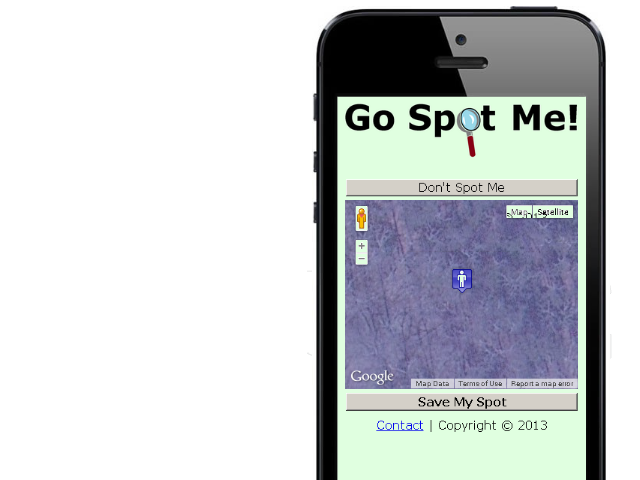 Go Spot Me!
Don't Spot Me
Map Satellite
+
−
Google
Map Data Terms of Use Report a map error
Save My Spot
Contact | Copyright © 2013